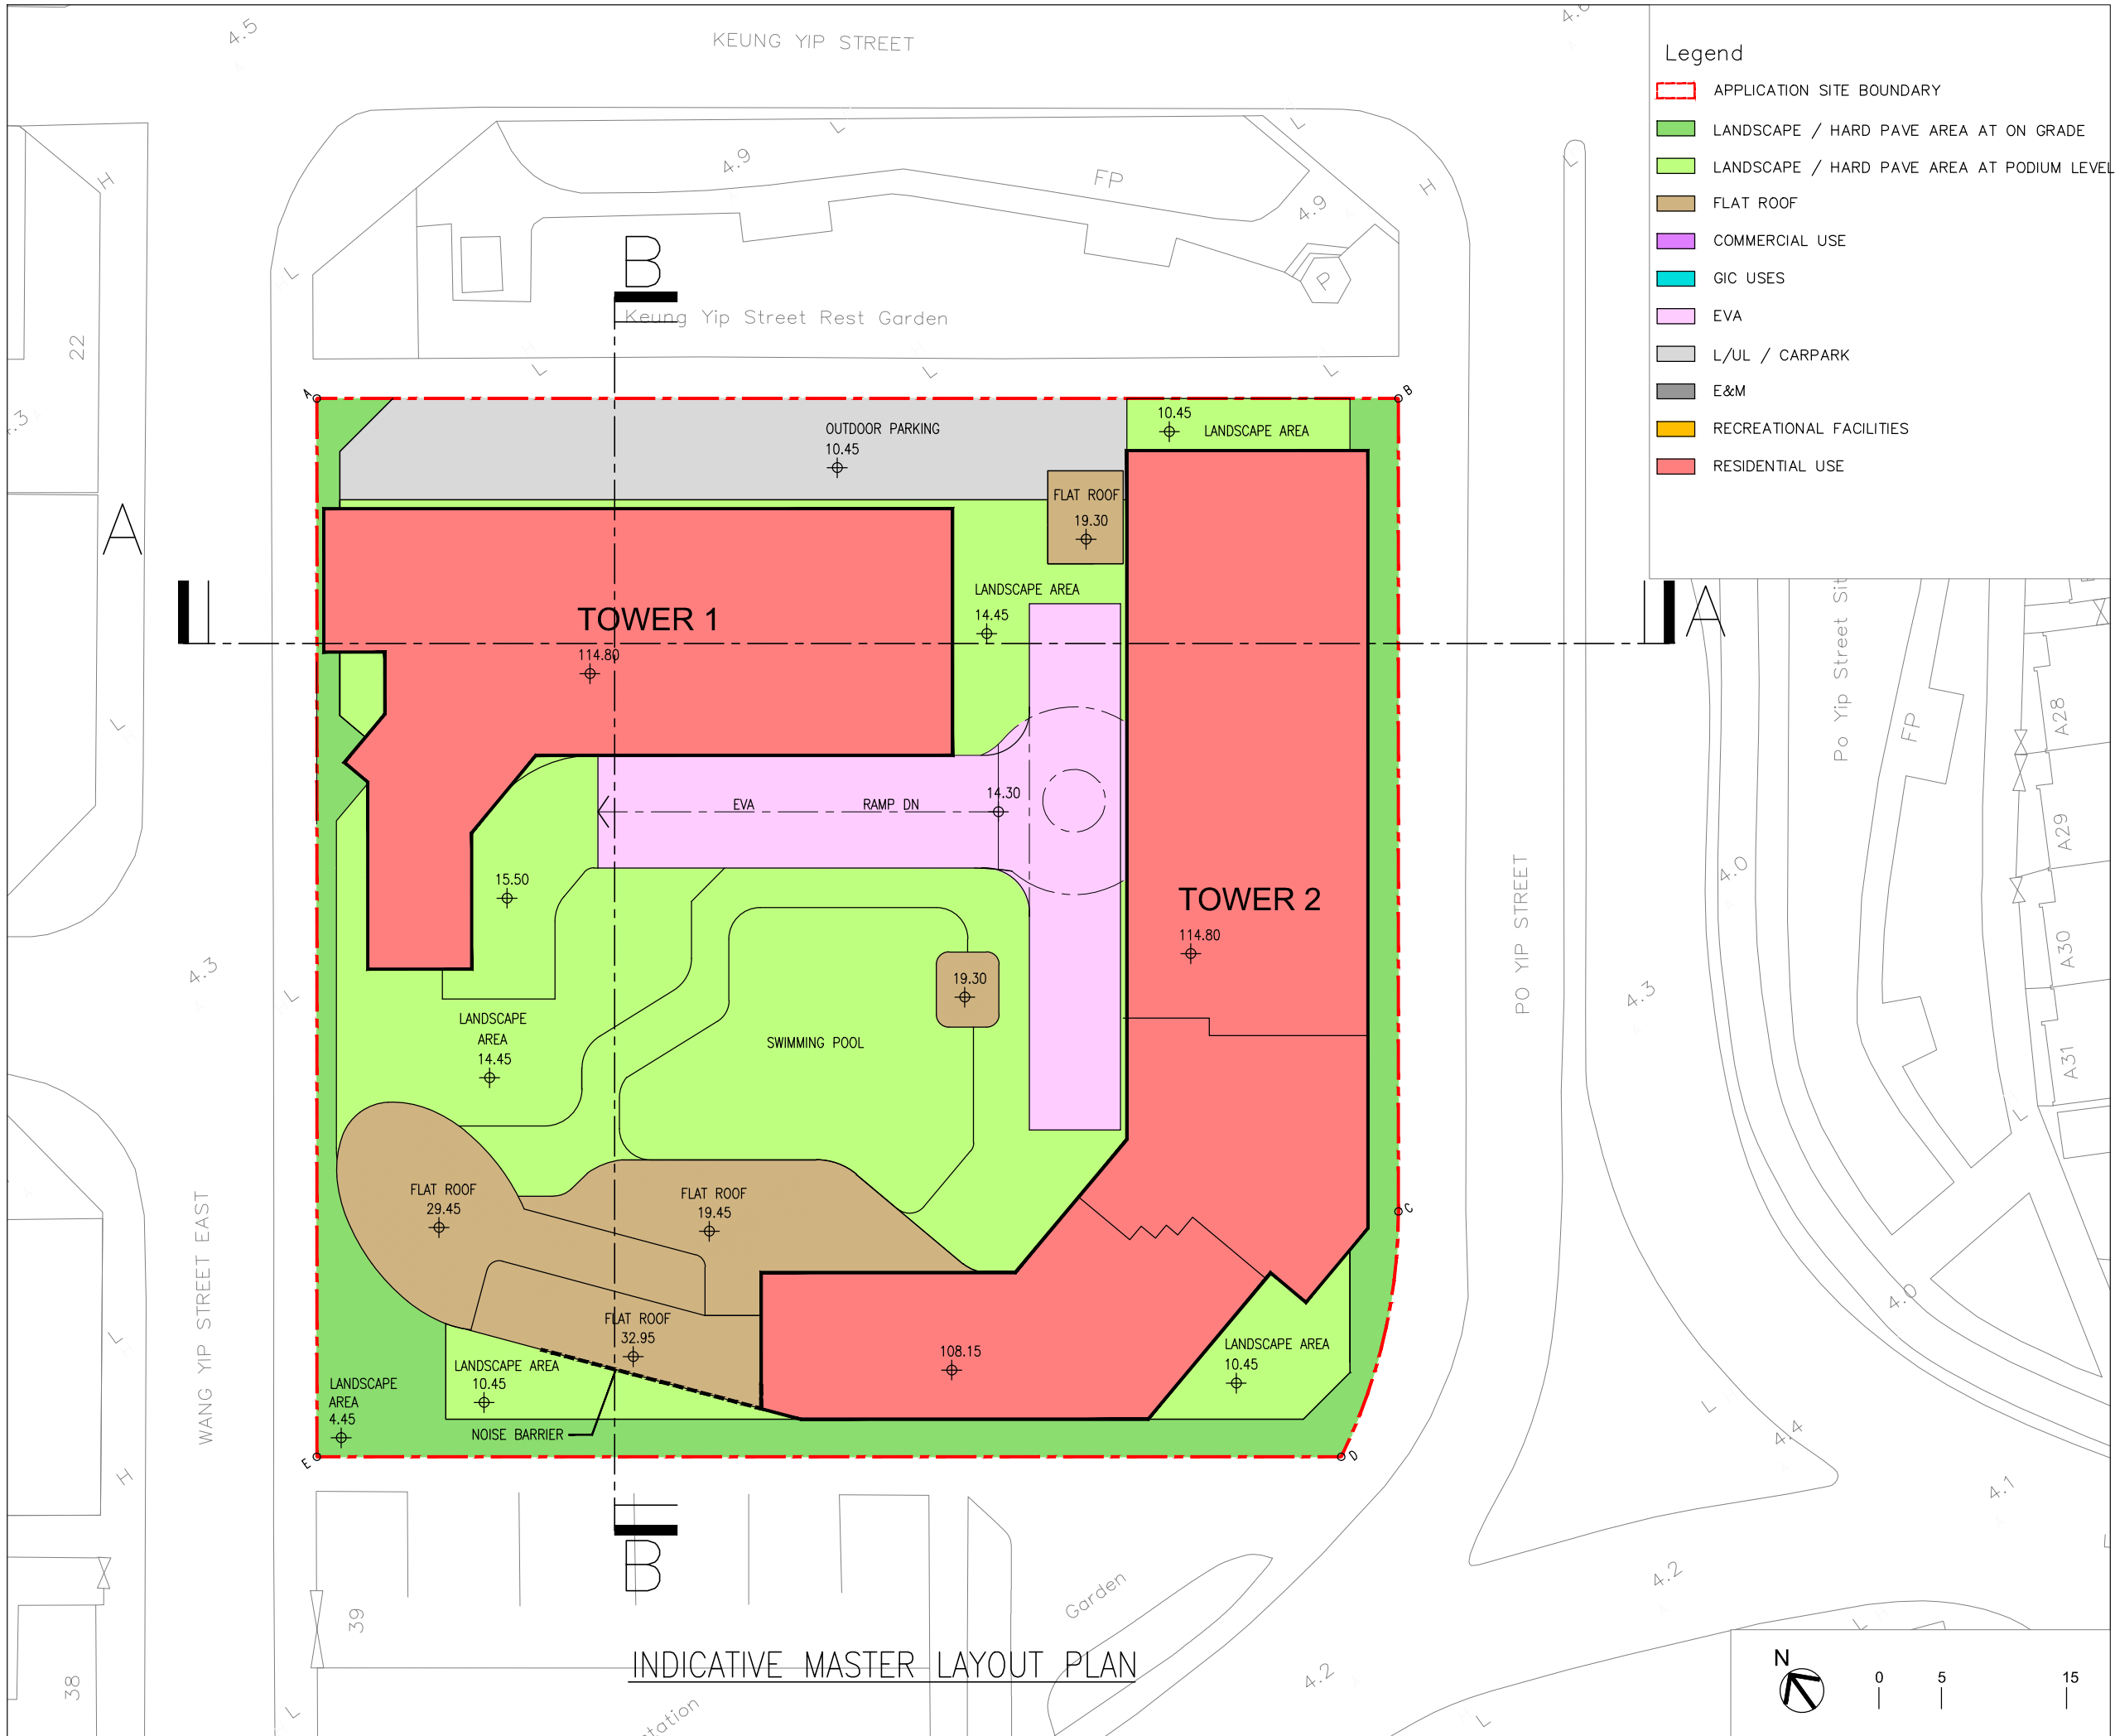 KEUNG YIP STREET
4.5
4.6
Legend
APPLICATION SITE BOUNDARY
LANDSCAPE / HARD PAVE AREA AT ON GRADE
LANDSCAPE / HARD PAVE AREA AT PODIUM LEVEL
FLAT ROOF
COMMERCIAL USE
GIC USES
EVA
L/UL / CARPARK
E&M
RECREATIONAL FACILITIES
RESIDENTIAL USE
L
L
4.9
FP
4.9
H
H
L
P
L
B
Keung Yip Street Rest Garden
22
L
L
L
A
B
.3
OUTDOOR PARKING
10.45
10.45
LANDSCAPE AREA
FLAT ROOF
19.30
A
A
TOWER 1
114.80
LANDSCAPE AREA
14.45
Po Yip Street Sit
FP
A28
A29
A30
A31
L
14.30
EVA
RAMP DN
15.50
TOWER 2
114.80
PO YIP STREET
4.0
4.3
4.3
L
19.30
SWIMMING POOL
LANDSCAPE
AREA
14.45
L
FLAT ROOF
29.45
FLAT ROOF
19.45
C
WANG YIP STREET EAST
4.0
L
FLAT ROOF
32.95
LANDSCAPE AREA
10.45
108.15
LANDSCAPE AREA
10.45
LANDSCAPE
AREA
4.45
NOISE BARRIER
L
4.4
E
D
H
4.1
L
B
39
Garden
4.2
38
L
INDICATIVE MASTER LAYOUT PLAN
tation
4.2
L
L
N
0
5
15